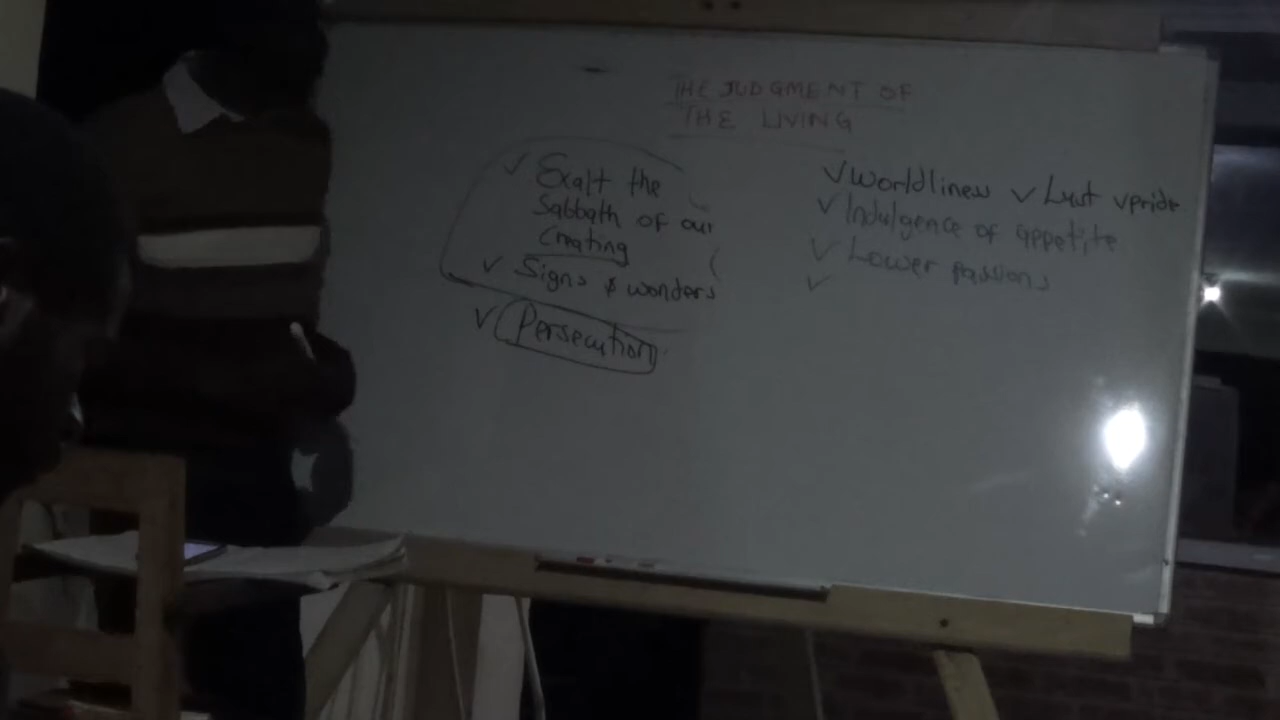 THE JUDGMENT OF
THE LIVING
✓ Exalt the
Sabbath of our
Creating
✓ Signs & wonders
✓ Persecution
✓ Worldliness ✓ Lust ✓ pride
✓ Indulgence of appetite
✓ Lower passions
✓